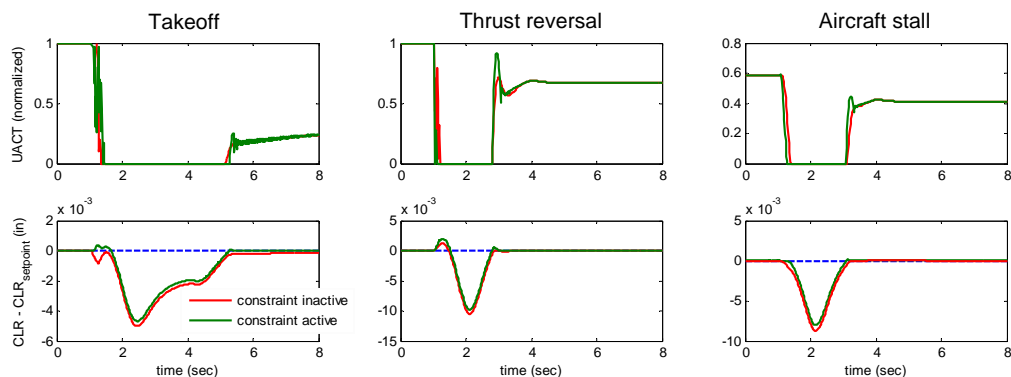 Takeoff
Thrust reversal
Aircraft stall
UACT (normalized)
1
0.5
0
0 2 4 6 8
1
0.5
0
0 2 4 6 8
0.8
0.6
0.4
0.2
0
0 2 4 6 8
x 10-3
CLR - CLRsetpoint (in)
2
0
-2
-4
-6
0 2 4 6 8
constraint inactive
constraint active
time (sec)
x 10-3
5
0
-5
-10
-15
0 2 4 6 8
time (sec)
x 10-3
5
0
-5
-10
0 2 4 6 8
time (sec)